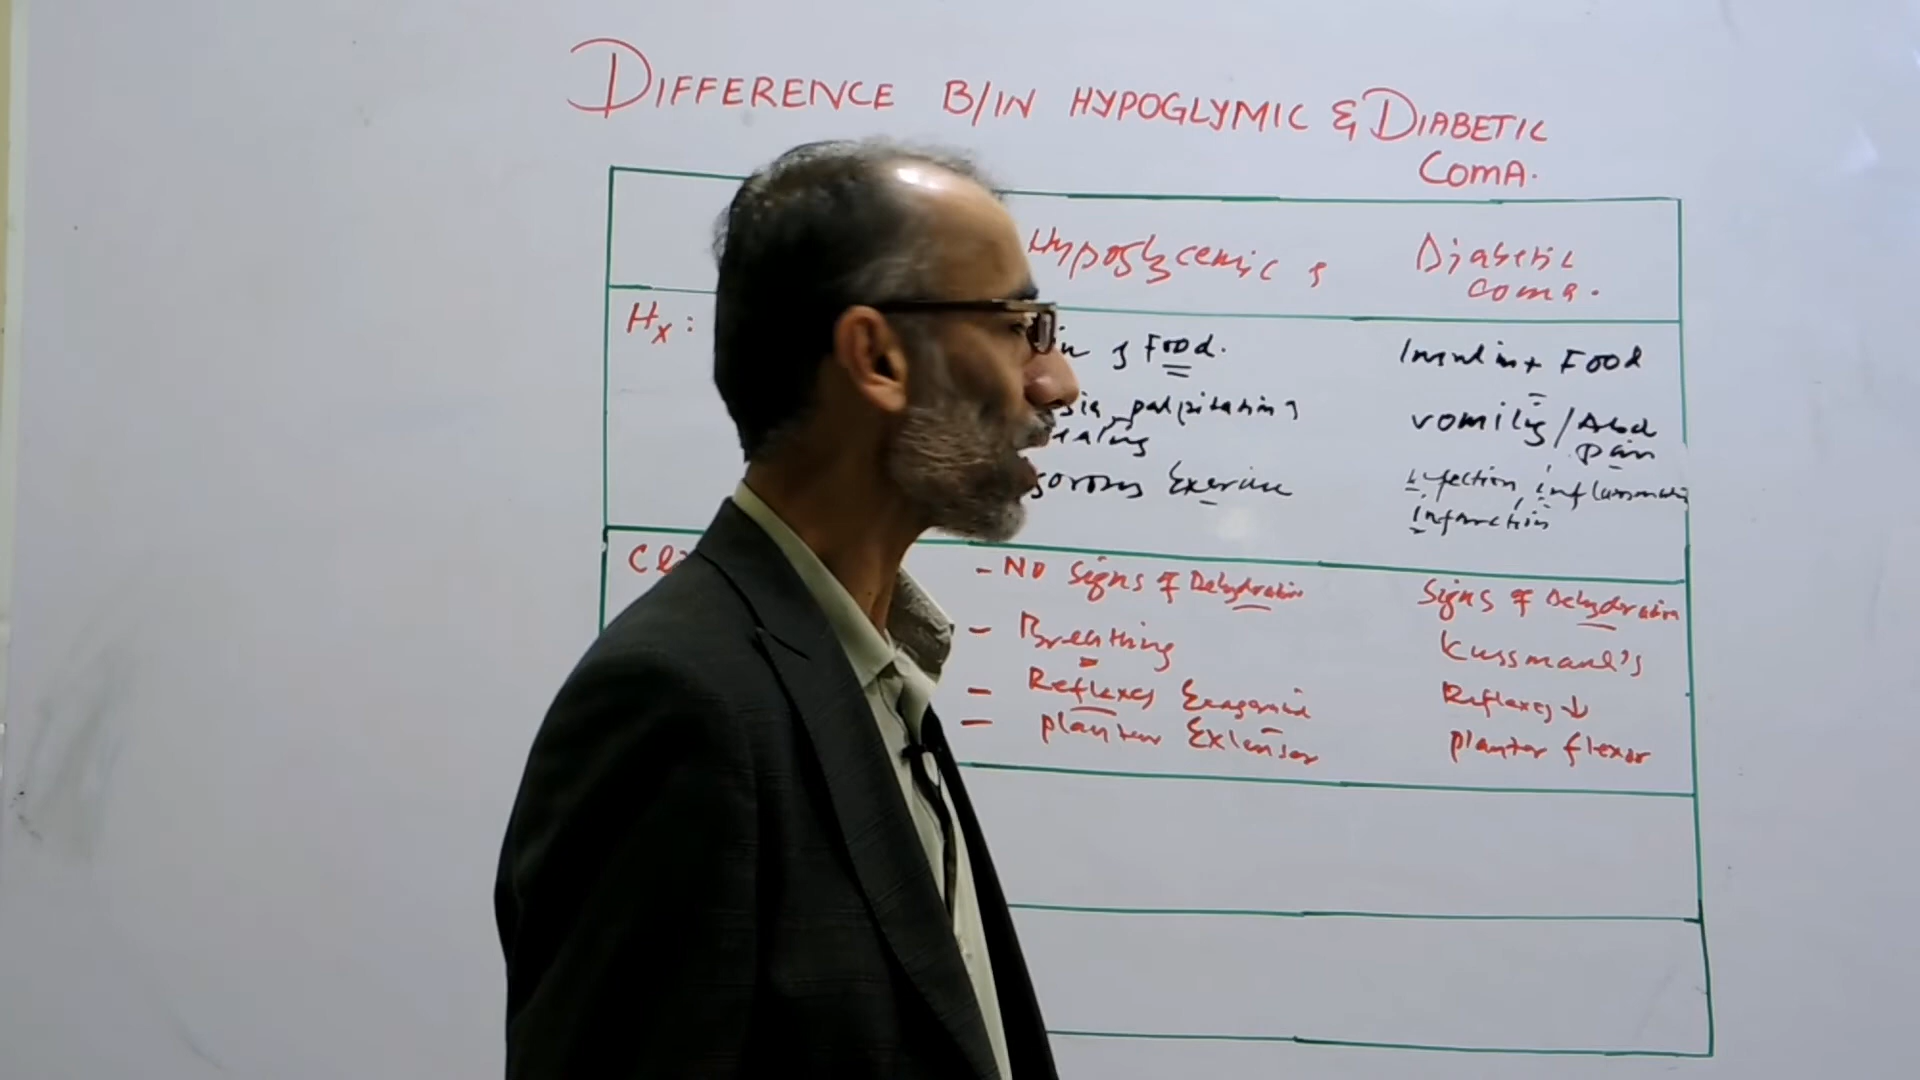 DIFFERENCE B/IN HYPOGLYMIC & DIABETIC
COMA.
Hypoglycemic &
Diabetic
coma.
Hx:
Food.
Insulin + Food
palpitating
vomiting/Abd
pain
Exercise
infection, inflammation
infarction
- No Signs of Dehydration
Signs of Dehydration
- Breathing
Kussmaul's
- Reflexes
Reflexes ↓
- planter Extensor
planter flexor